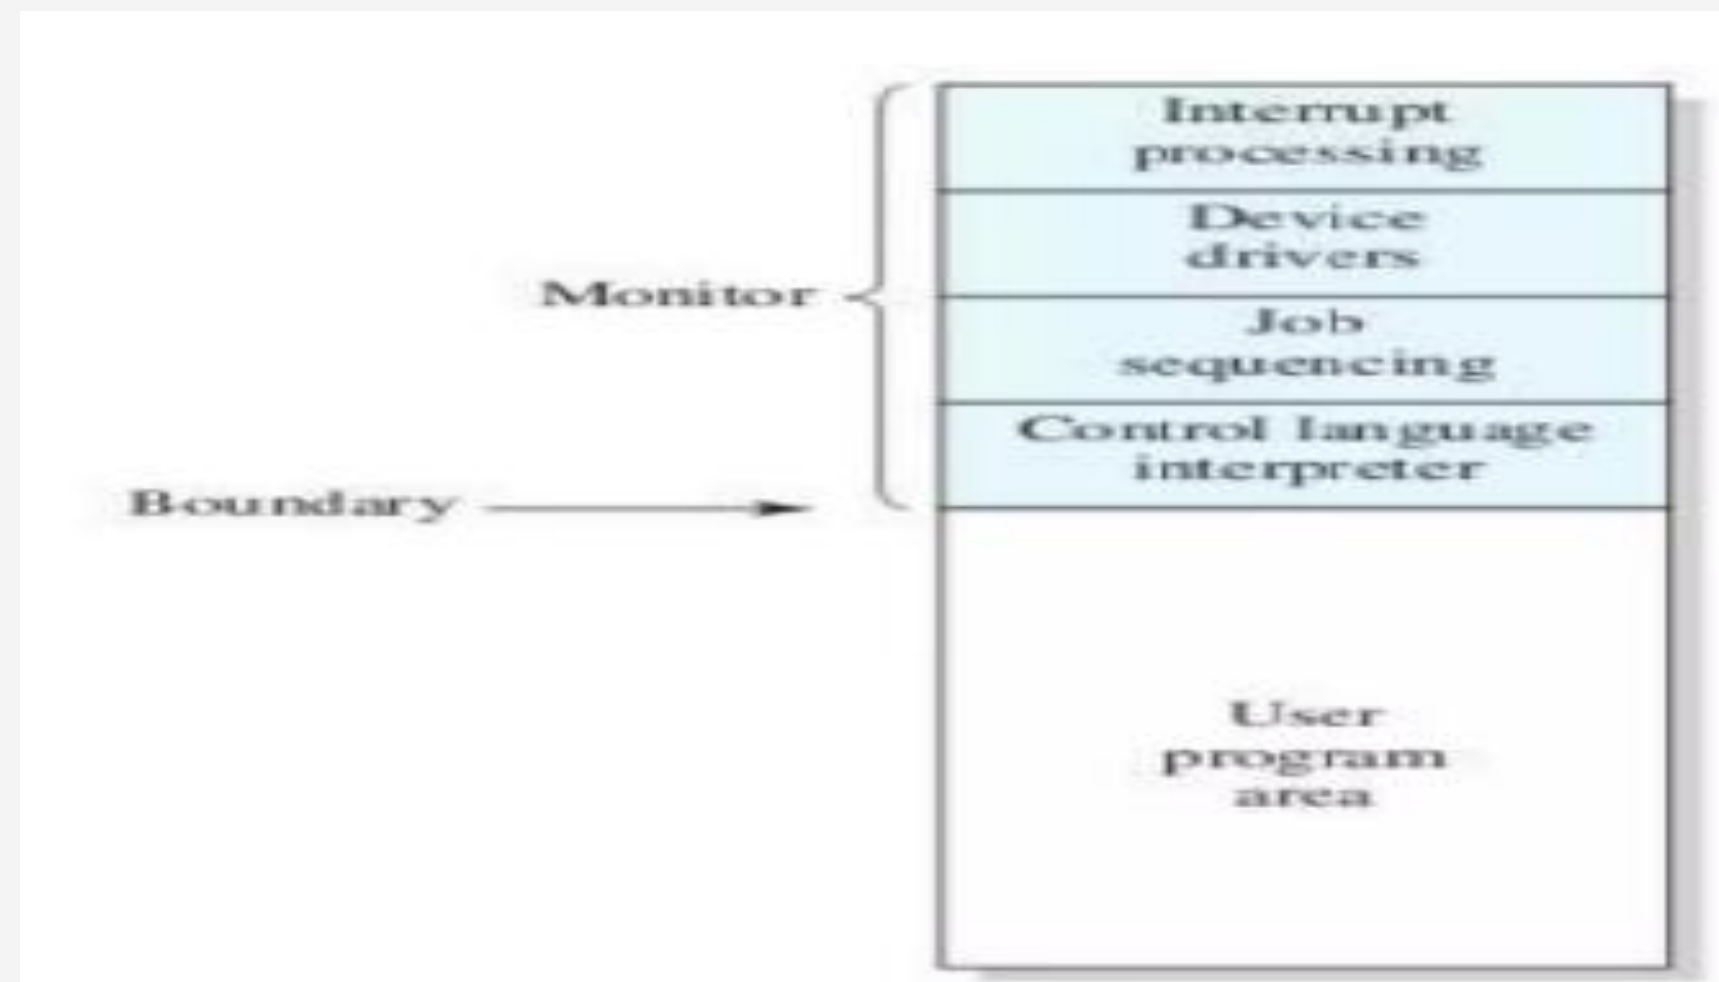 Interrupt
processing
Device
drivers
Monitor
Job
sequencing
Control language
interpreter
Boundary
User
program
area